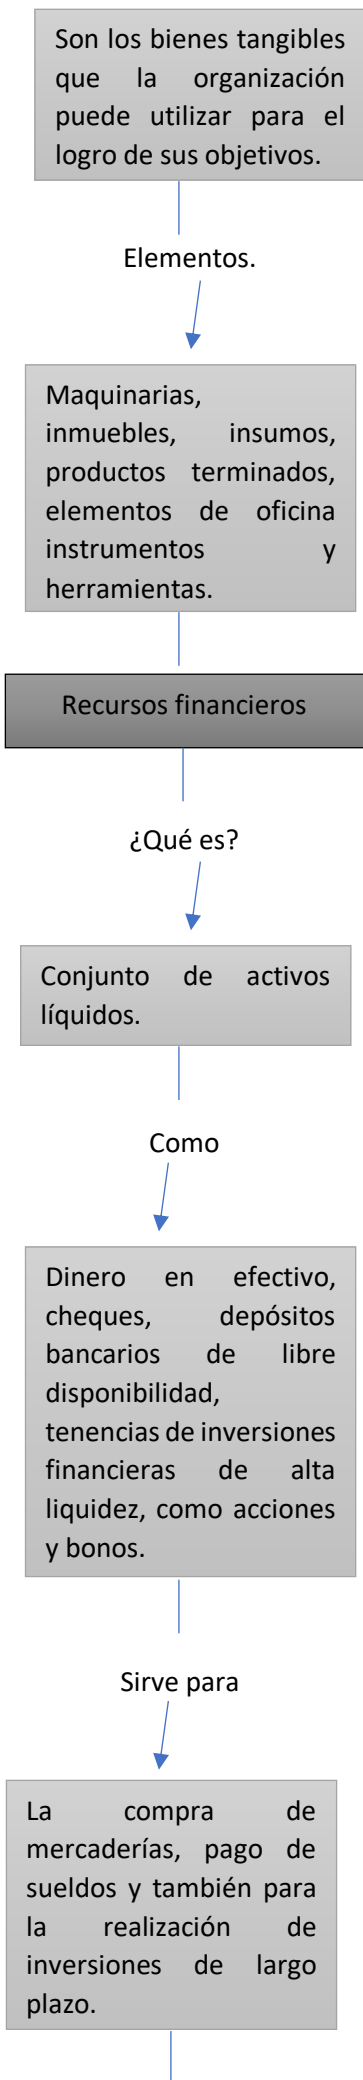 Son los bienes tangibles
que la organización
puede utilizar para el
logro de sus objetivos.
Elementos.
Maquinarias,
inmuebles, insumos,
productos terminados,
elementos de oficina
instrumentos y
herramientas.
Recursos financieros
¿Qué es?
Conjunto de activos
líquidos.
Como
Dinero en efectivo,
cheques, depósitos
bancarios de libre
disponibilidad,
tenencias de inversiones
financieras de alta
liquidez, como acciones
y bonos.
Sirve para
La compra de
mercaderías, pago de
sueldos y también para
la realización de
inversiones de largo
plazo.